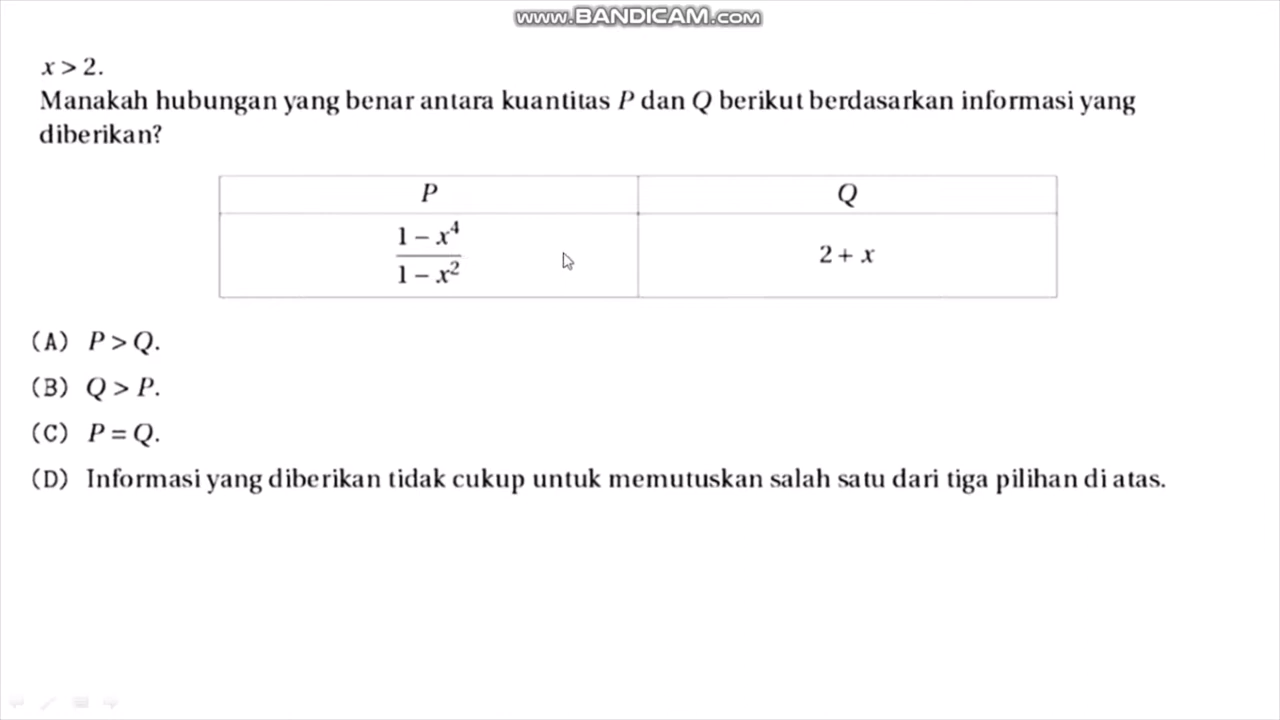 www.BANDICAM.com
x > 2.
Manakah hubungan yang benar antara kuantitas P dan Q berikut berdasarkan informasi yang
diberikan?
P Q
1 − x⁴
1 − x²
2 + x
(A) P > Q.
(B) Q > P.
(C) P = Q.
(D) Informasi yang diberikan tidak cukup untuk memutuskan salah satu dari tiga pilihan di atas.